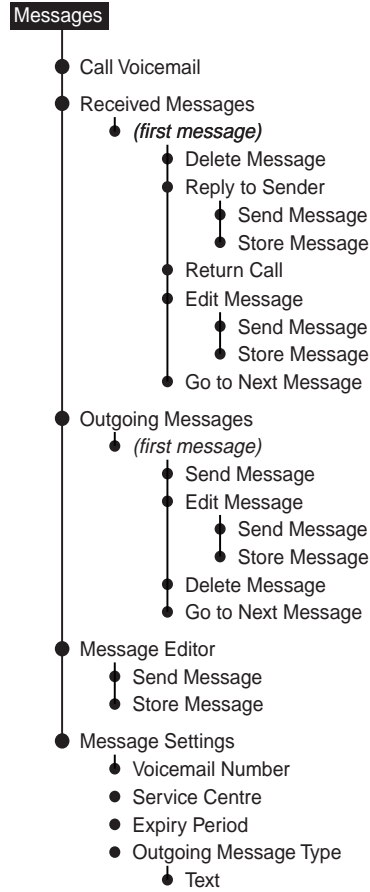 Messages
Call Voicemail
Received Messages
(first message)
Delete Message
Reply to Sender
Send Message
Store Message
Return Call
Edit Message
Send Message
Store Message
Go to Next Message
Outgoing Messages
(first message)
Send Message
Edit Message
Send Message
Store Message
Delete Message
Go to Next Message
Message Editor
Send Message
Store Message
Message Settings
Voicemail Number
Service Centre
Expiry Period
Outgoing Message Type
Text